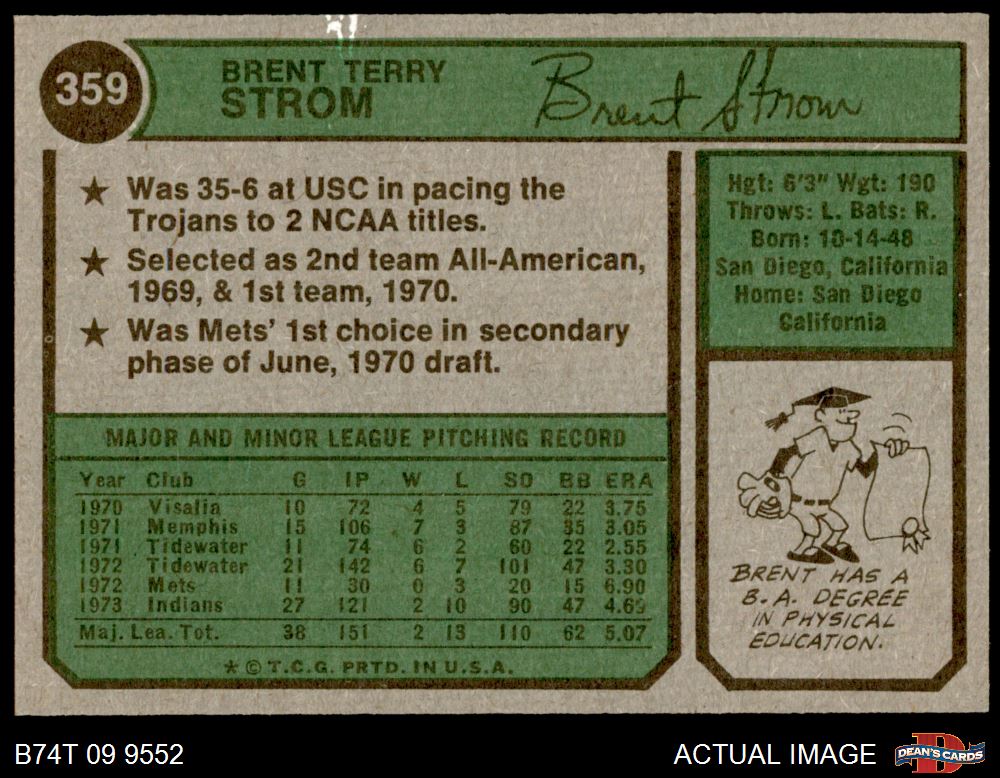 359
BRENT TERRY
STROM
Brent Strom
★ Was 35-6 at USC in pacing the
Trojans to 2 NCAA titles.
★ Selected as 2nd team All-American,
1969, & 1st team, 1970.
★ Was Mets' 1st choice in secondary
phase of June, 1970 draft.
Hgt: 6'3" Wgt: 190
Throws: L. Bats: R.
Born: 10-14-48
San Diego, California
Home: San Diego
California
MAJOR AND MINOR LEAGUE PITCHING RECORD
Year Club G IP W L SO BB ERA
1970 Visalia 10 72 4 5 79 22 3.75
1971 Memphis 15 106 7 3 87 35 3.05
1971 Tidewater 11 74 6 2 60 22 2.55
1972 Tidewater 21 142 6 7 101 47 3.30
1972 Mets 11 30 0 3 20 15 6.90
1973 Indians 27 121 2 10 90 47 4.69
Maj. Lea. Tot. 38 151 2 13 110 62 5.07
★ © T.C.G. PRTD. IN U.S.A.
BRENT HAS A
B.A. DEGREE
IN PHYSICAL
EDUCATION.
B74T 09 9552
ACTUAL IMAGE
DEAN'S CARDS